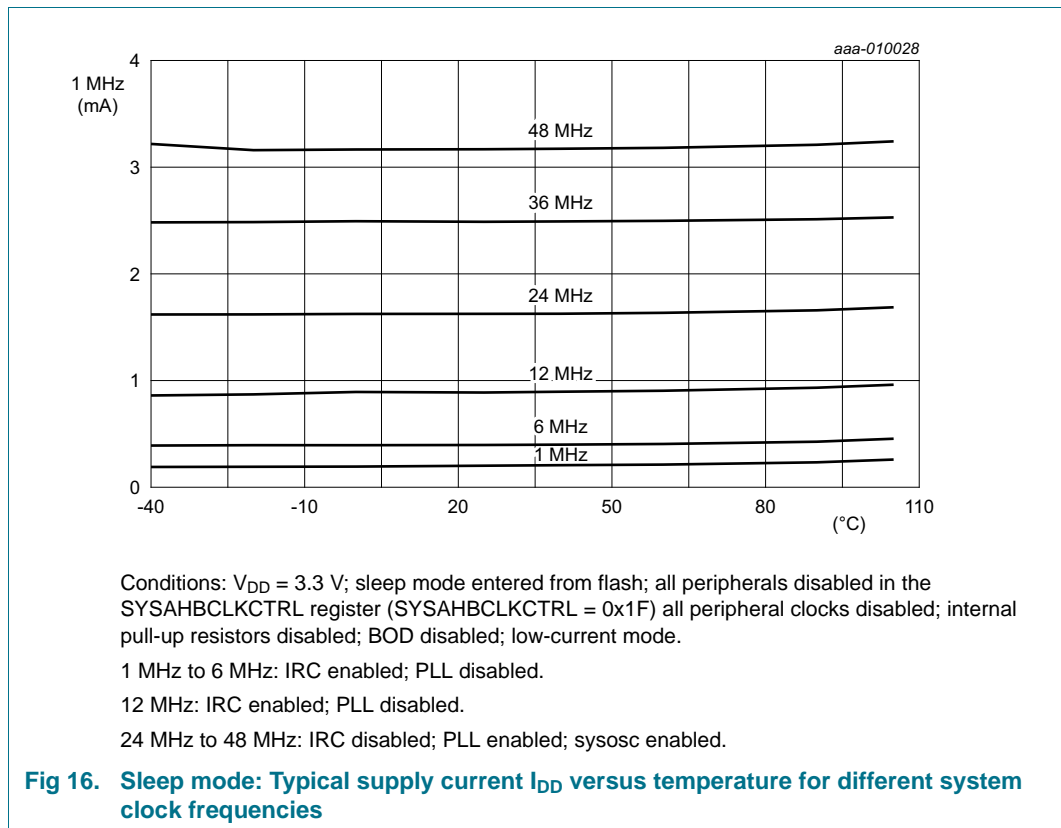 aaa-010028
4
1 MHz
(mA)
48 MHz
3
36 MHz
2
24 MHz
1
12 MHz
6 MHz
1 MHz
0
-40 -10 20 50 80 110
(°C)
Conditions: VDD = 3.3 V; sleep mode entered from flash; all peripherals disabled in the
SYSAHBCLKCTRL register (SYSAHBCLKCTRL = 0x1F) all peripheral clocks disabled; internal
pull-up resistors disabled; BOD disabled; low-current mode.
1 MHz to 6 MHz: IRC enabled; PLL disabled.
12 MHz: IRC enabled; PLL disabled.
24 MHz to 48 MHz: IRC disabled; PLL enabled; sysosc enabled.
Fig 16. Sleep mode: Typical supply current IDD versus temperature for different system
clock frequencies